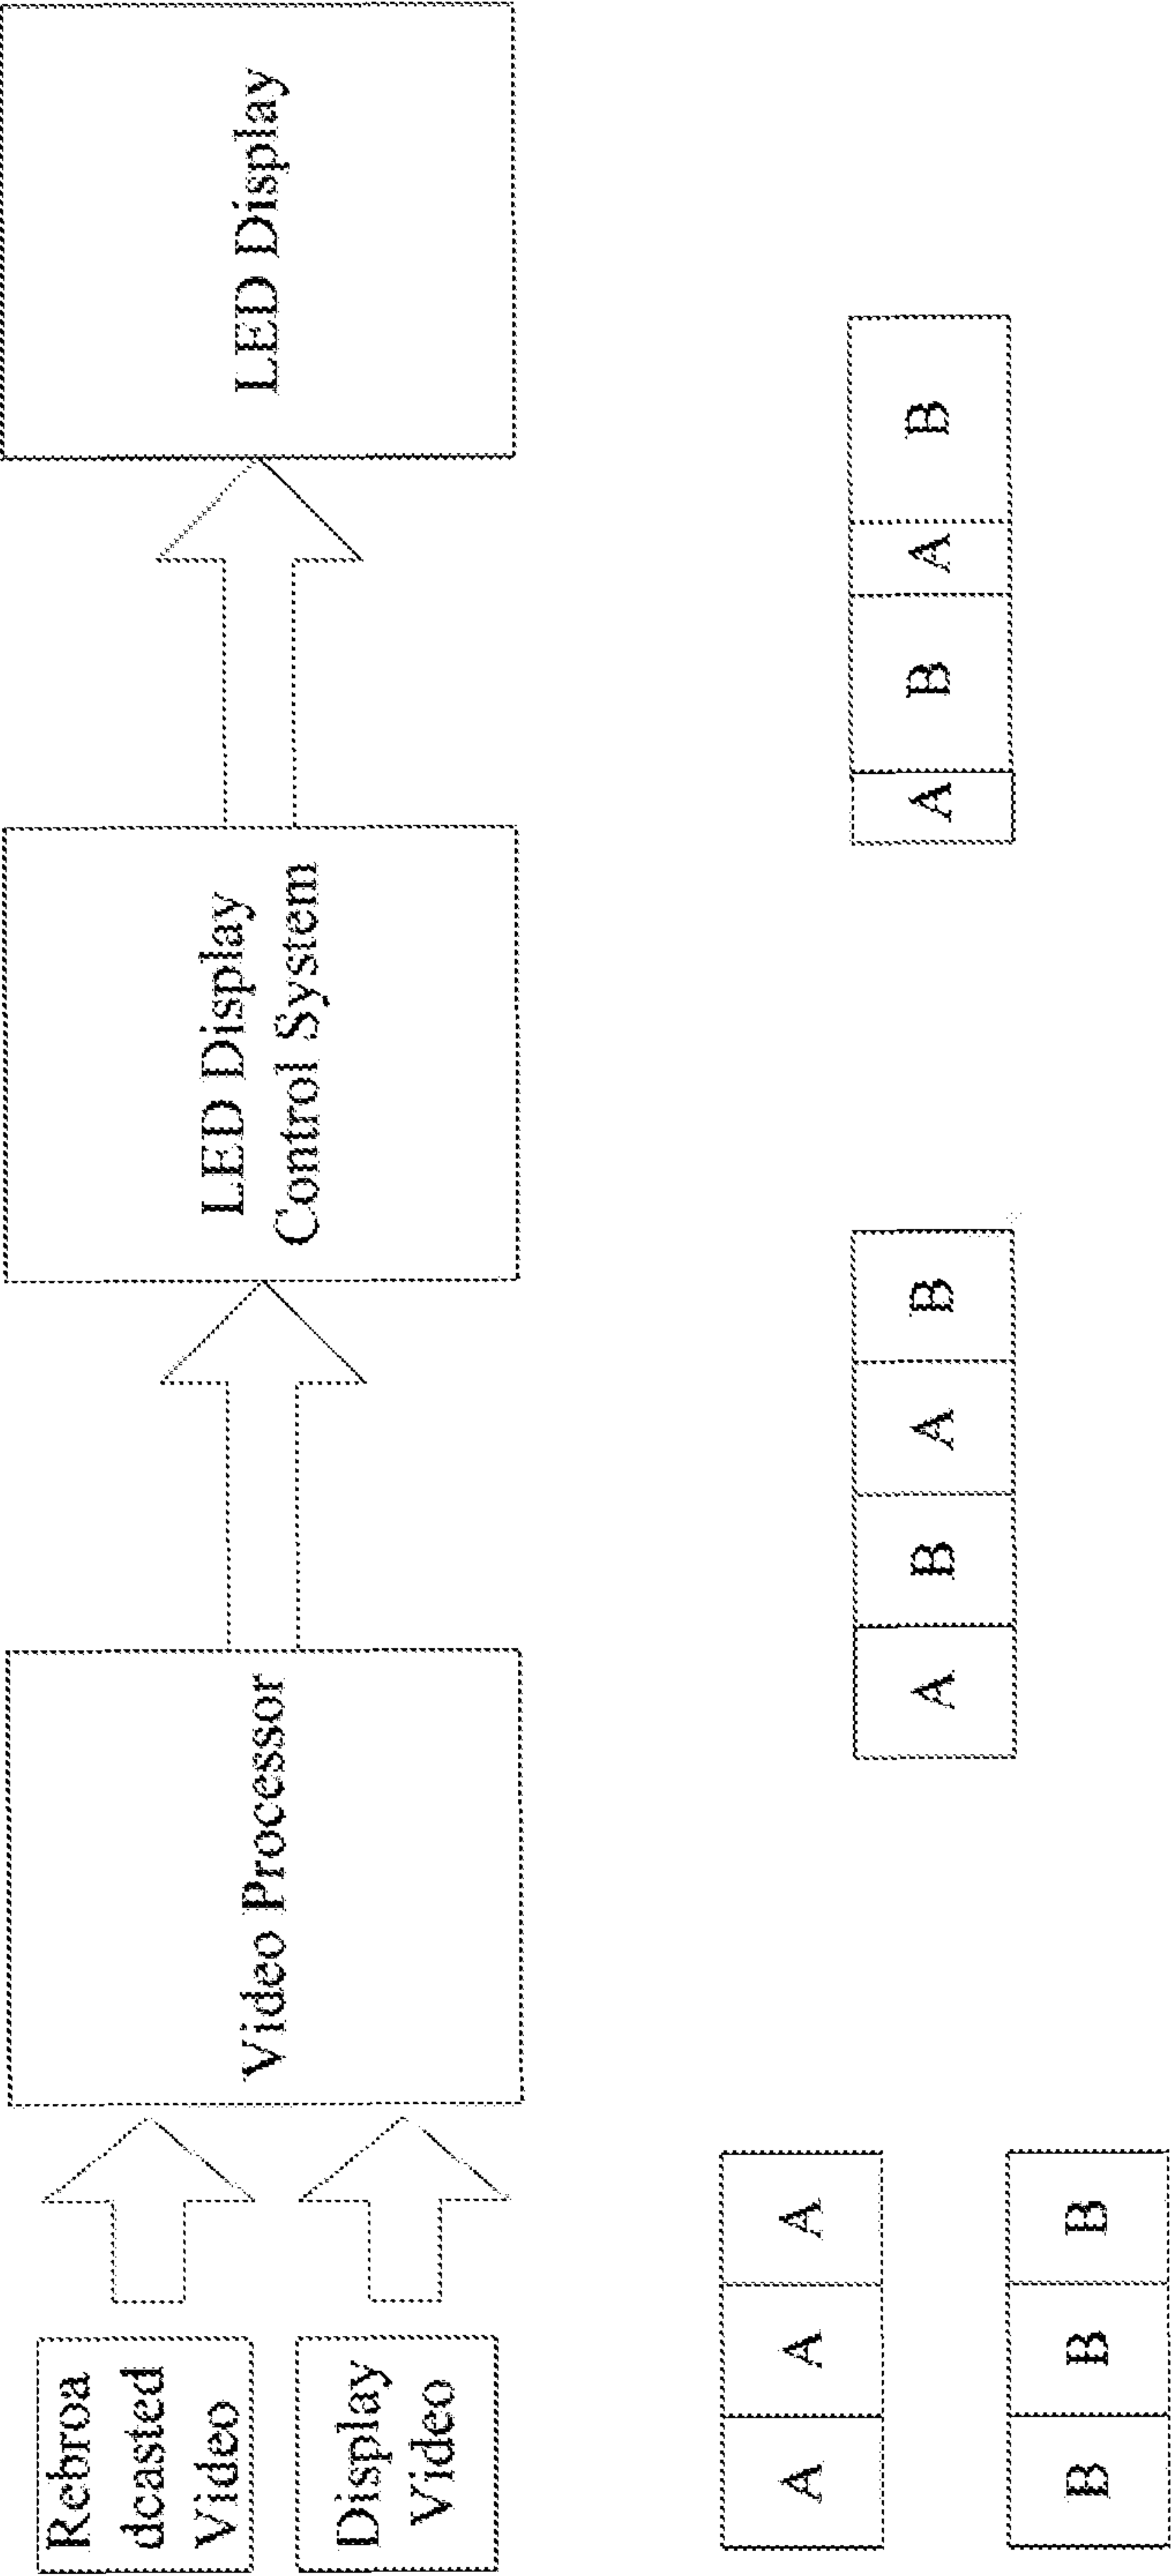 Rebroa
dcasted
Video
Display
Video
Video Processor
LED Display
Control System
LED Display
A A A
B B B
A B A B
A B A B